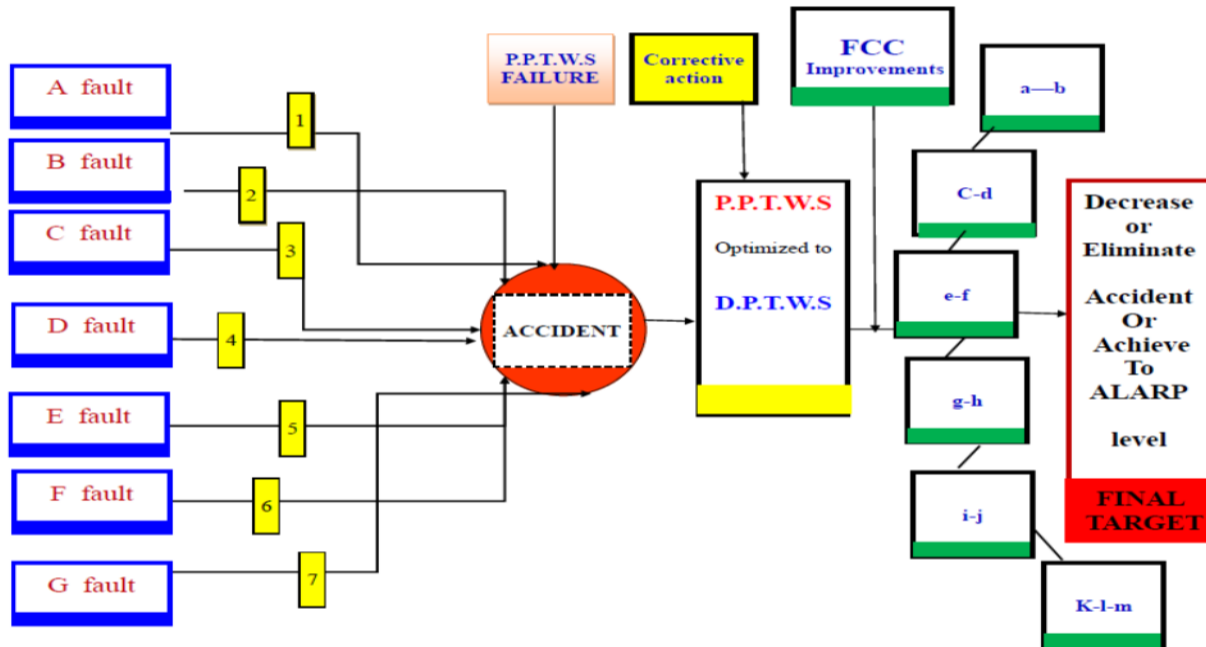 A fault
B fault
C fault
D fault
E fault
F fault
G fault
1
2
3
4
5
6
7
P.P.T.W.S
FAILURE
ACCIDENT
Corrective
action
P.P.T.W.S
Optimized to
D.P.T.W.S
FCC
Improvements
a—b
C-d
e-f
g-h
i-j
K-l-m
Decrease
or
Eliminate
Accident
Or
Achieve
To
ALARP
level
FINAL
TARGET